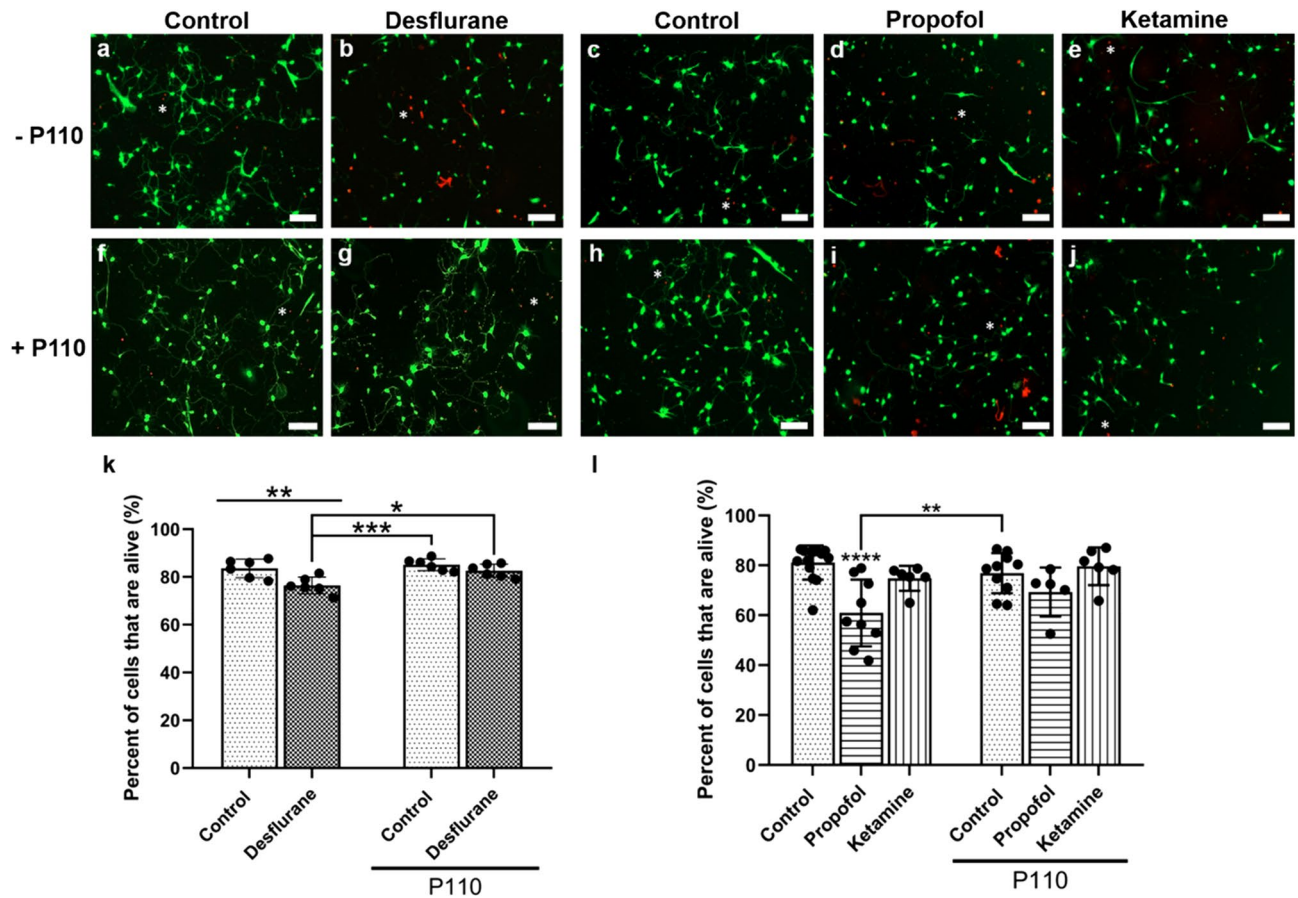 Control Desflurane Control Propofol Ketamine
- P110
a b c d e
* * * * *
+ P110
f g h i j
* * * * *
k
Percent of cells that are alive (%)
100
80
60
40
20
0
** *** *
Control Desflurane Control Desflurane
P110
l
Percent of cells that are alive (%)
100
80
60
40
20
0
**** **
Control Propofol Ketamine Control Propofol Ketamine
P110